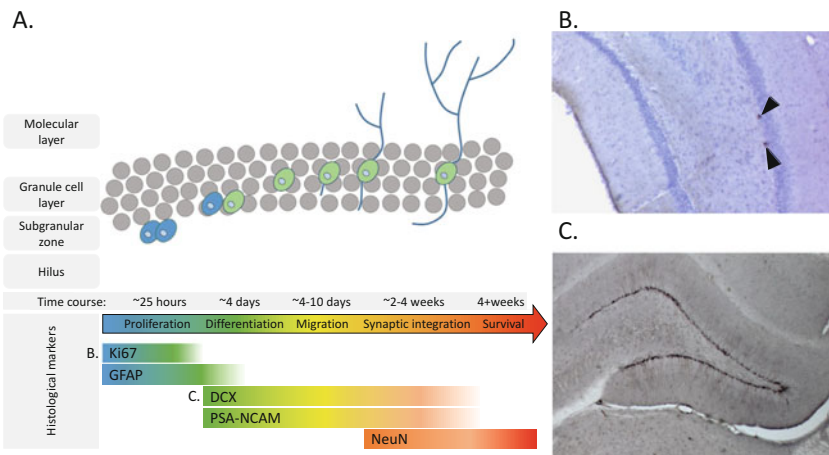 A.
Molecular
layer
Granule cell
layer
Subgranular
zone
Hilus
Time course: ~25 hours ~4 days ~4-10 days ~2-4 weeks 4+weeks
Proliferation Differentiation Migration Synaptic integration Survival
Histological markers
B. Ki67
GFAP
C. DCX
PSA-NCAM
NeuN
B.
C.